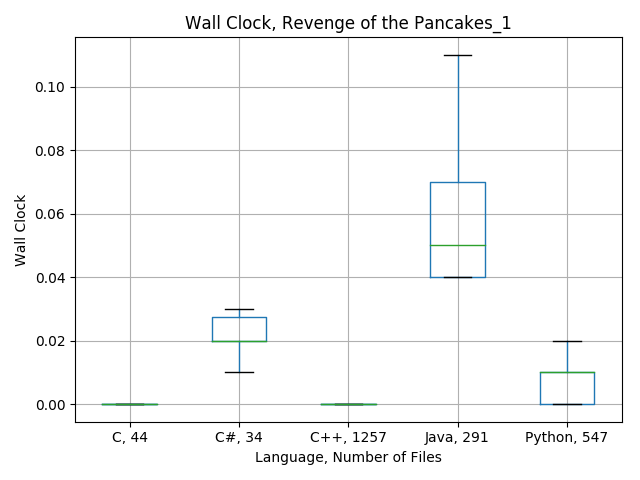 Wall Clock, Revenge of the Pancakes_1
Wall Clock
0.10
0.08
0.06
0.04
0.02
0.00
C, 44
C#, 34
C++, 1257
Java, 291
Python, 547
Language, Number of Files